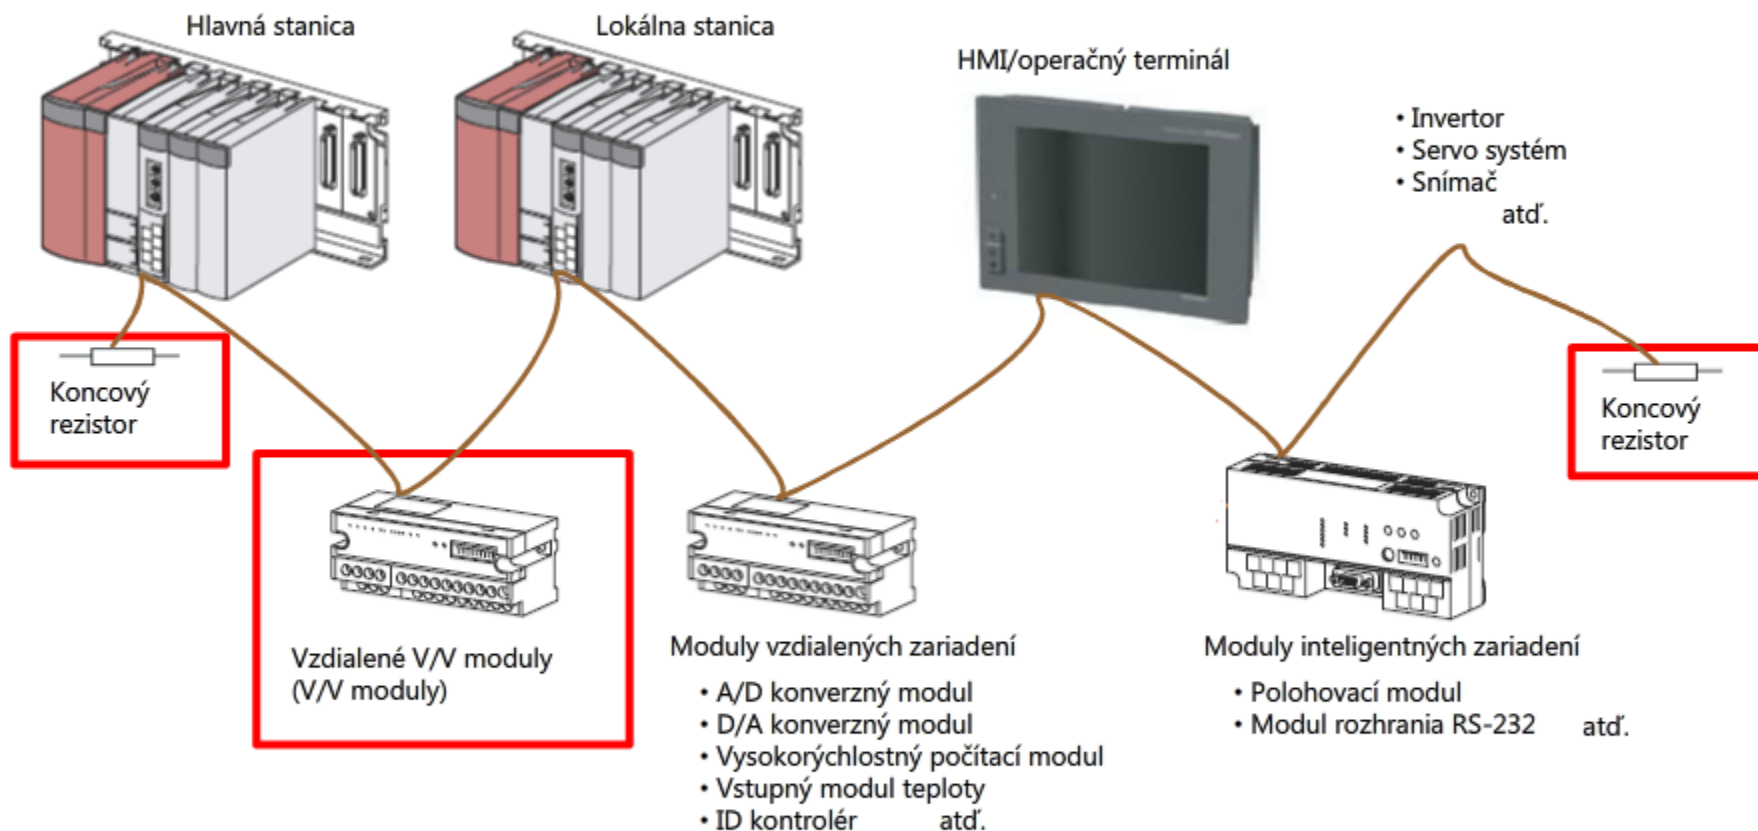 Hlavná stanica
Lokálna stanica
HMI/operačný terminál
• Invertor
• Servo systém
• Snímač
atď.
Koncový
rezistor
Koncový
rezistor
Vzdialené V/V moduly
(V/V moduly)
Moduly vzdialených zariadení
• A/D konverzný modul
• D/A konverzný modul
• Vysokorýchlostný počítací modul
• Vstupný modul teploty
• ID kontrolér atď.
Moduly inteligentných zariadení
• Polohovací modul
• Modul rozhrania RS-232 atď.